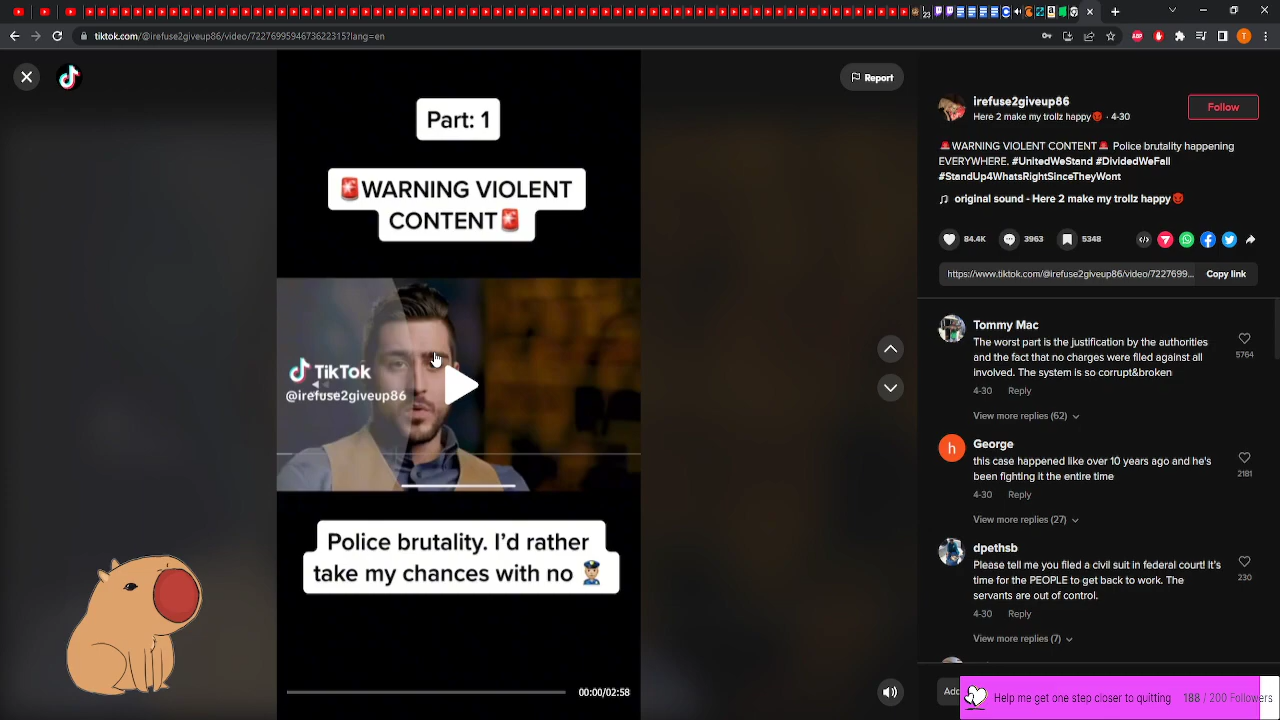 tiktok.com/@irefuse2giveup86/video/7227699594673622315?lang=en
Report
Part: 1
🚨WARNING VIOLENT
CONTENT🚨
TikTok
@irefuse2giveup86
Police brutality. I'd rather
take my chances with no 👮🏼‍♂️
00:00/02:58
irefuse2giveup86
Here 2 make my trollz happy😡 · 4-30
Follow
🚨WARNING VIOLENT CONTENT🚨 Police brutality happening
EVERYWHERE. #UnitedWeStand #DividedWeFall
#StandUp4WhatsRightSinceTheyWont
♫ original sound - Here 2 make my trollz happy😡
84.4K
3963
5348
https://www.tiktok.com/@irefuse2giveup86/video/7227699...
Copy link
Tommy Mac
The worst part is the justification by the authorities
and the fact that no charges were filed against all
involved. The system is so corrupt&broken
5764
4-30 Reply
View more replies (62)
h
George
this case happened like over 10 years ago and he's
been fighting it the entire time
2181
4-30 Reply
View more replies (27)
dpetnsb
Please tell me you filed a civil suit in federal court It's
time for the PEOPLE to take it back to work. The
servants are out of control.
230
4-30 Reply
View more replies (7)
Add
Help me get one step closer to quitting 188 / 200 Followers